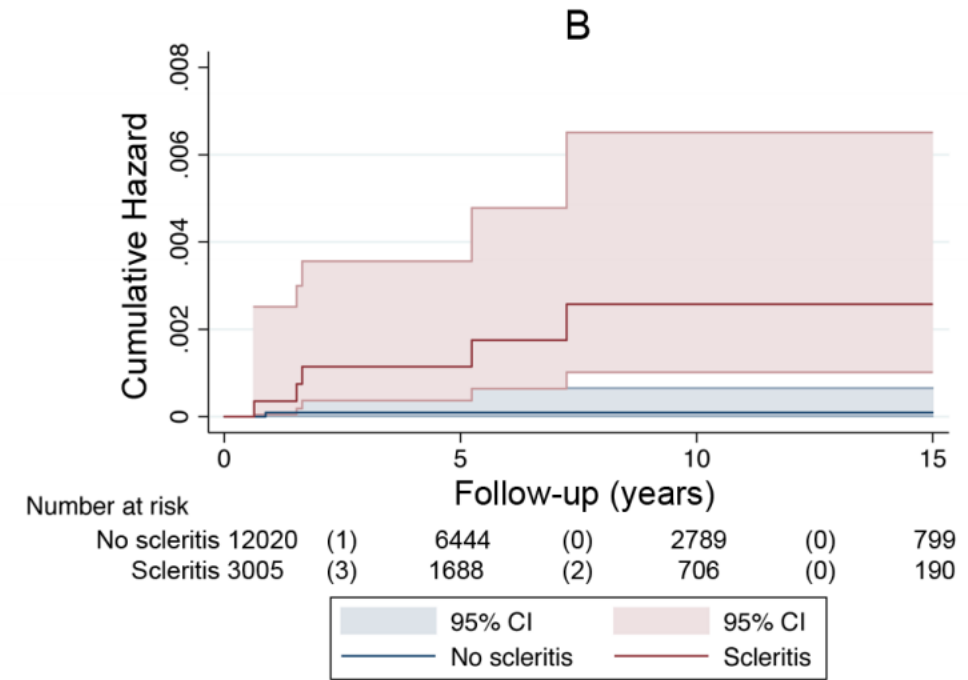 B
Cumulative Hazard
.008
.006
.004
.002
0
0 5 10 15
Follow-up (years)
Number at risk
No scleritis 12020 (1) 6444 (0) 2789 (0) 799
Scleritis 3005 (3) 1688 (2) 706 (0) 190
95% CI 95% CI
No scleritis Scleritis